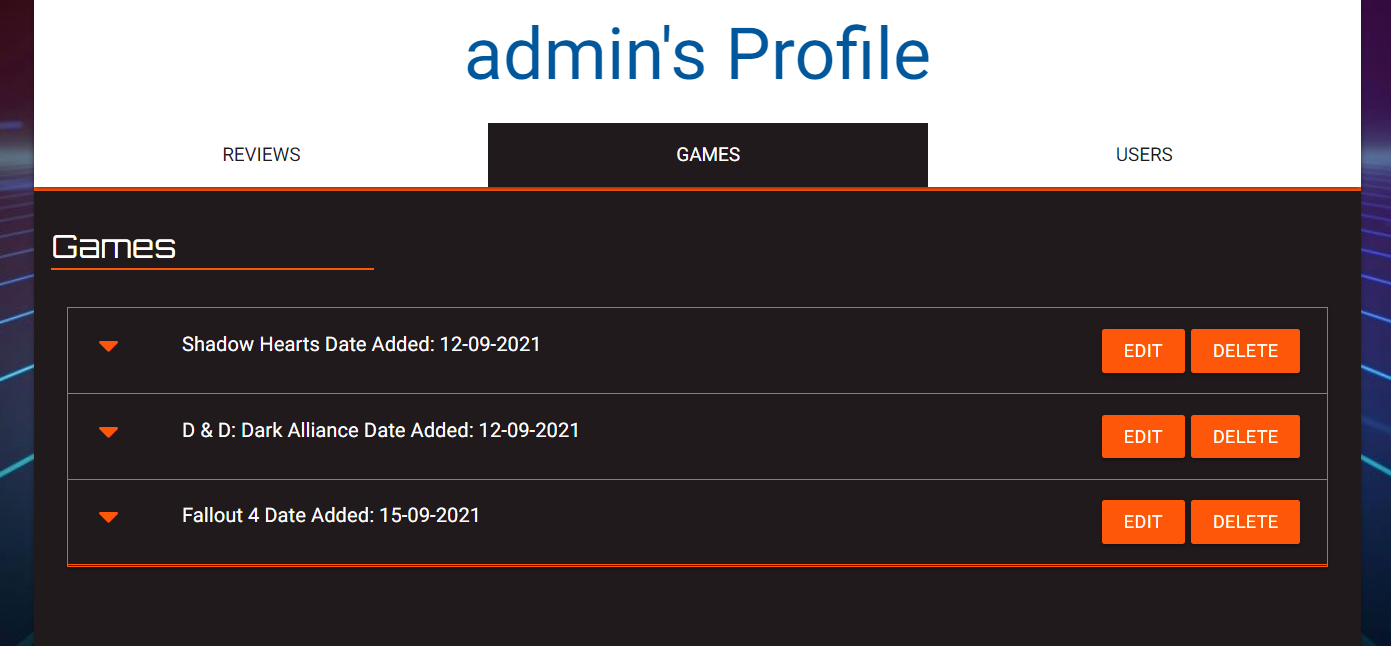 admin's Profile
REVIEWS GAMES USERS
Games
Shadow Hearts Date Added: 12-09-2021 EDIT DELETE
D & D: Dark Alliance Date Added: 12-09-2021 EDIT DELETE
Fallout 4 Date Added: 15-09-2021 EDIT DELETE